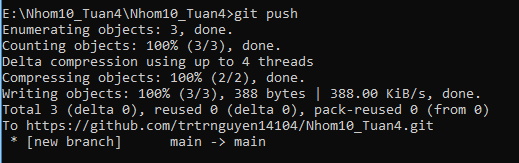 E:\Nhom10_Tuan4\Nhom10_Tuan4>git push
Enumerating objects: 3, done.
Counting objects: 100% (3/3), done.
Delta compression using up to 4 threads
Compressing objects: 100% (2/2), done.
Writing objects: 100% (3/3), 388 bytes | 388.00 KiB/s, done.
Total 3 (delta 0), reused 0 (delta 0), pack-reused 0 (from 0)
To https://github.com/trtrnguyen14104/Nhom10_Tuan4.git
 * [new branch]      main -> main